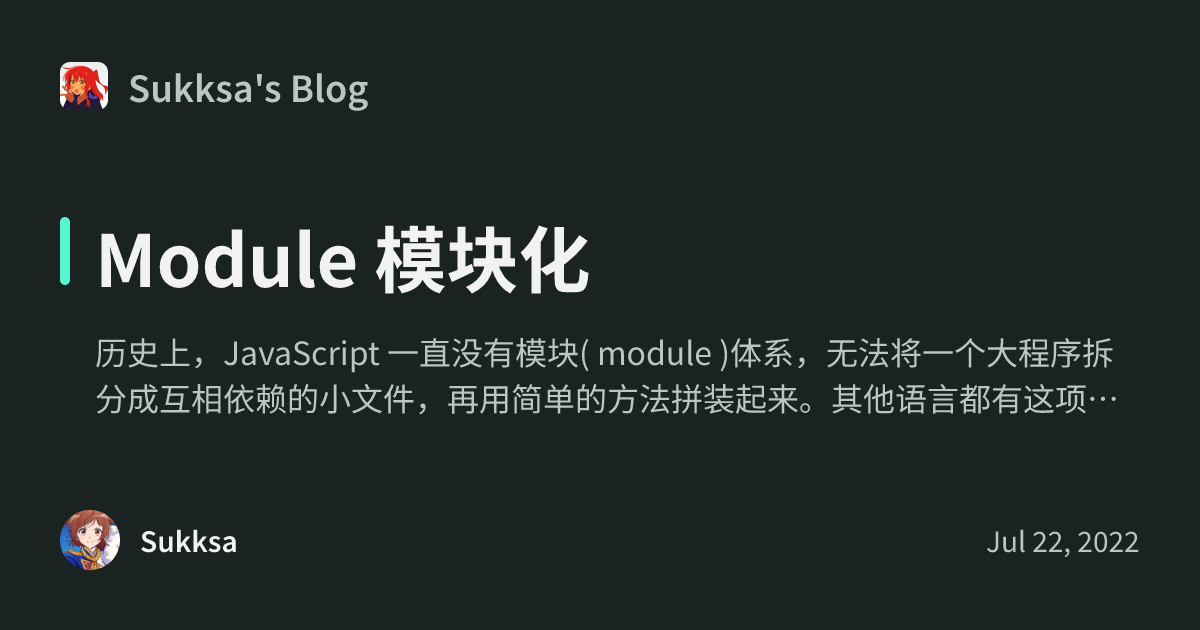 Sukksa's Blog
Module 模块化
历史上，JavaScript 一直没有模块( module )体系，无法将一个大程序拆
分成互相依赖的小文件，再用简单的方法拼装起来。其他语言都有这项…
Sukksa
Jul 22, 2022